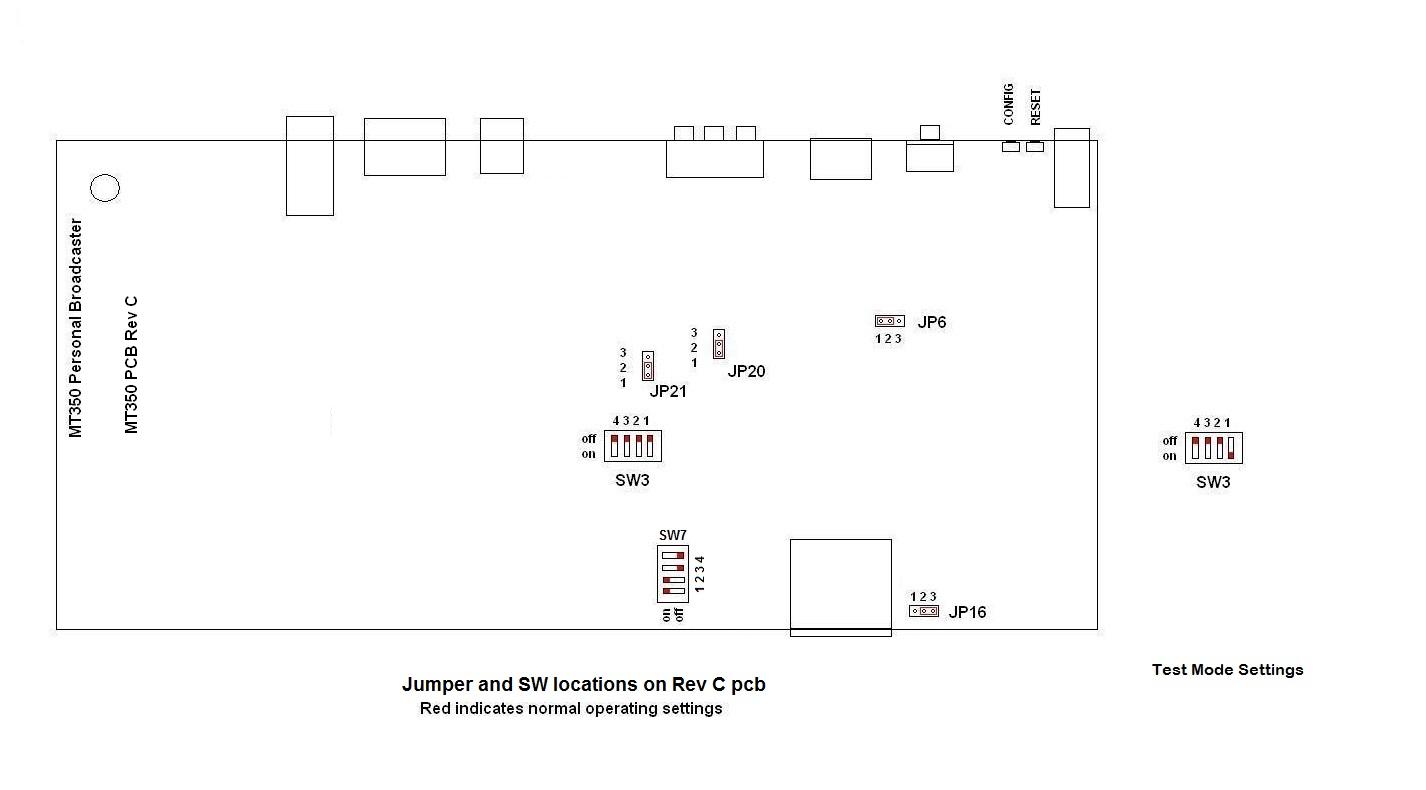 CONFIG
RESET
MT350 Personal Broadcaster
MT350 PCB Rev C
JP6
1 2 3
3
2
1
JP20
3
2
1
JP21
4 3 2 1
off
on
SW3
4 3 2 1
off
on
SW3
SW7
1 2 3 4
on
off
1 2 3
JP16
Test Mode Settings
Jumper and SW locations on Rev C pcb
Red indicates normal operating settings